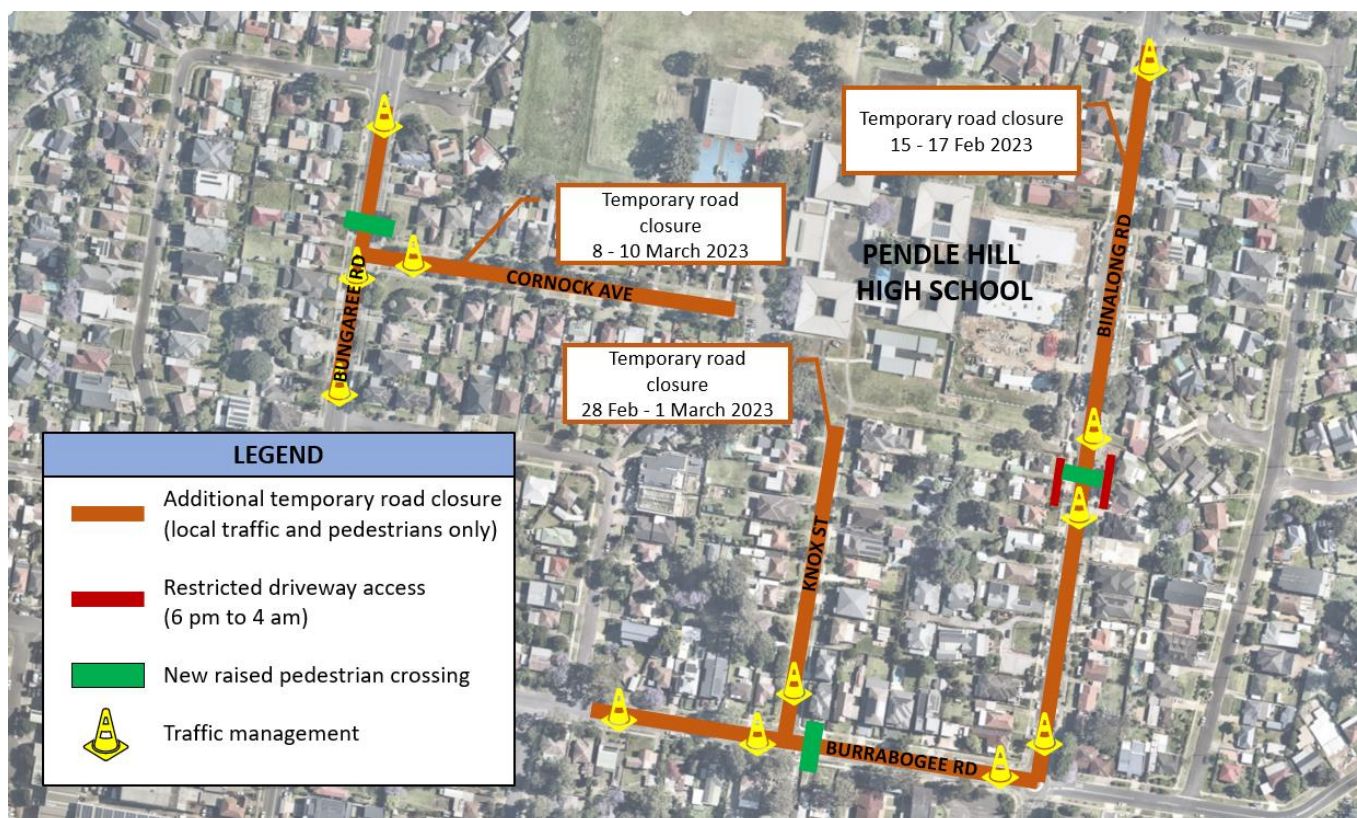 Temporary road closure
15 - 17 Feb 2023
Temporary road
closure
8 - 10 March 2023
PENDLE HILL
HIGH SCHOOL
BINALONG RD
BUNGAREE RD
CORNOCK AVE
Temporary road
closure
28 Feb - 1 March 2023
KNOX ST
BURRABOGEE RD
LEGEND
Additional temporary road closure
(local traffic and pedestrians only)
Restricted driveway access
(6 pm to 4 am)
New raised pedestrian crossing
Traffic management